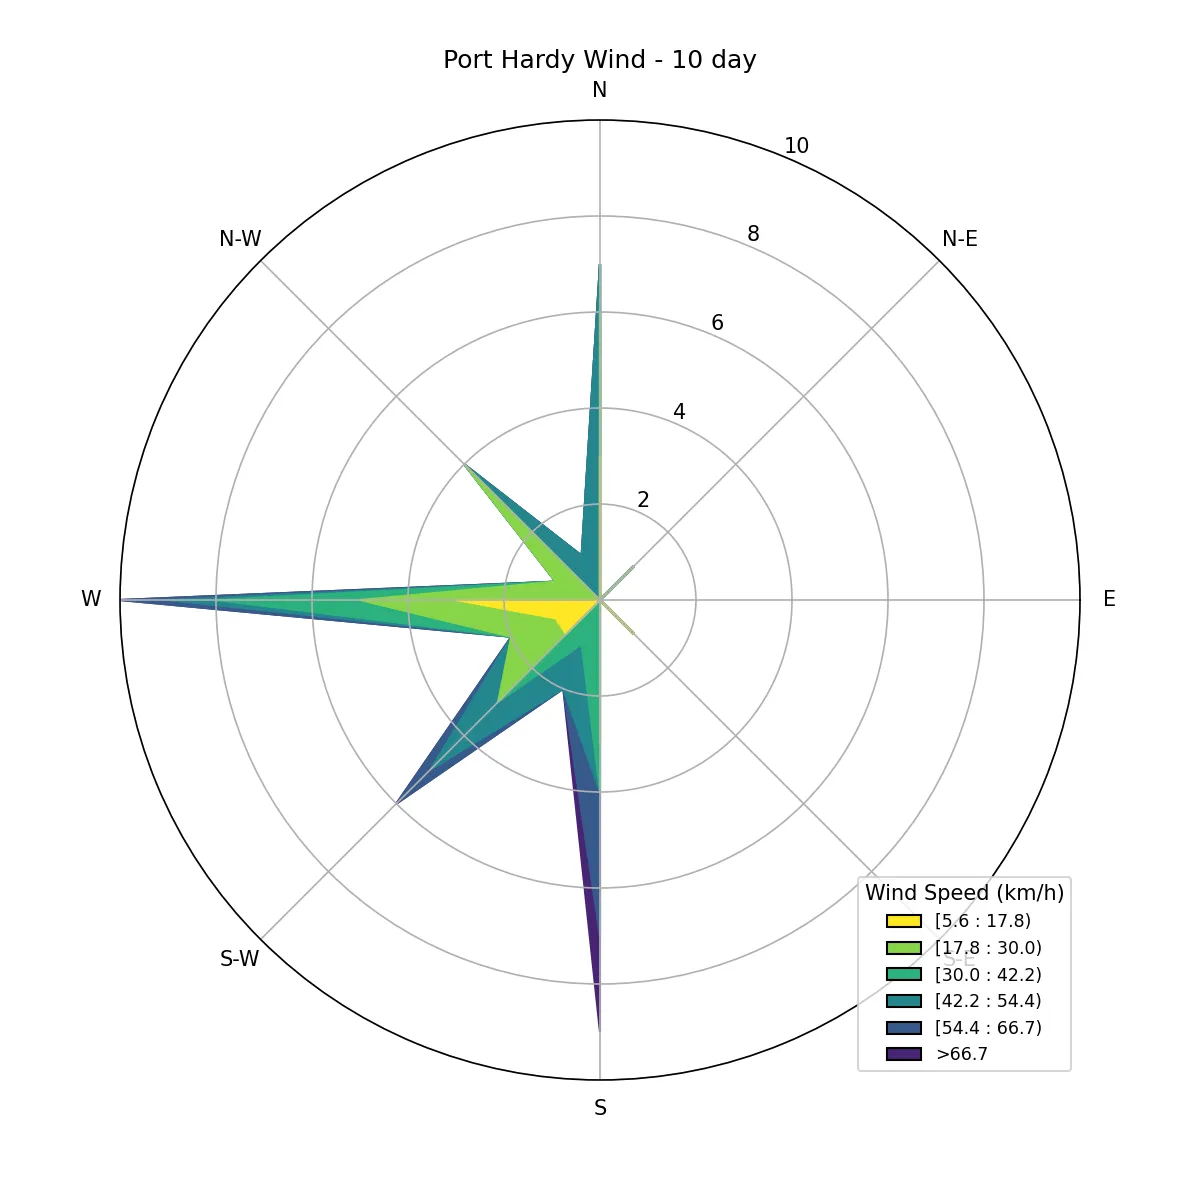 Port Hardy Wind - 10 day
N
10
N-W
8
N-E
6
4
2
W
E
S-W
S-E
S
Wind Speed (km/h)
[5.6 : 17.8)
[17.8 : 30.0)
[30.0 : 42.2)
[42.2 : 54.4)
[54.4 : 66.7)
>66.7